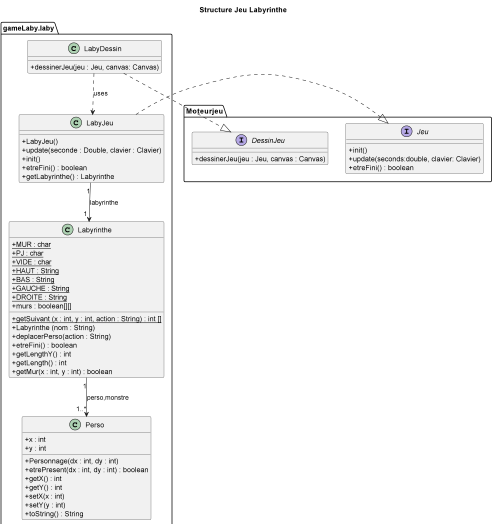 Structure Jeu Labyrinthe
gameLaby.laby
C LabyDessin
+dessinerJeu(jeu : Jeu, canvas: Canvas)
uses
C LabyJeu
+LabyJeu()
+update(seconde : Double, clavier : Clavier)
+init()
+etreFini() : boolean
+getLabyrinthe() : Labyrinthe
1
labyrinthe
1
C Labyrinthe
+MUR : char
+PJ : char
+VIDE : char
+HAUT : String
+BAS : String
+GAUCHE : String
+DROITE : String
+murs : boolean[][]
+getSuivant (x : int, y : int, action : String) : int []
+Labyrinthe (nom : String)
+deplacerPerso(action : String)
+etreFini() : boolean
+getLengthY() : int
+getLength() : int
+getMur(x : int, y : int) : boolean
1
perso,monstre
1..*
C Perso
+x : int
+y : int
+Personnage(dx : int, dy : int)
+etrePresent(dx : int, dy : int) : boolean
+getX() : int
+getY() : int
+setX(x : int)
+setY(y : int)
+toString() : String
Moteurjeu
I DessinJeu
+dessinerJeu(jeu : Jeu, canvas : Canvas)
I Jeu
+init()
+update(seconds:double, clavier: Clavier)
+etreFini() : boolean